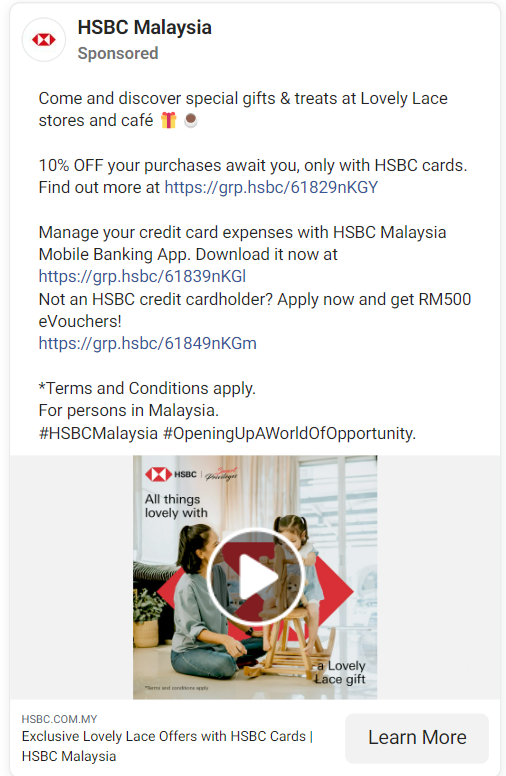 HSBC Malaysia
Sponsored
Come and discover special gifts & treats at Lovely Lace
stores and café 🎁 ☕
10% OFF your purchases await you, only with HSBC cards.
Find out more at https://grp.hsbc/61829nKGY
Manage your credit card expenses with HSBC Malaysia
Mobile Banking App. Download it now at
https://grp.hsbc/61839nKGl
Not an HSBC credit cardholder? Apply now and get RM500
eVouchers!
https://grp.hsbc/61849nKGm
*Terms and Conditions apply.
For persons in Malaysia.
#HSBCMalaysia #OpeningUpAWorldOfOpportunity.
HSBC | Privileges
All things
lovely with
a Lovely
Lace gift
*Terms and conditions apply
HSBC.COM.MY
Exclusive Lovely Lace Offers with HSBC Cards |
HSBC Malaysia
Learn More